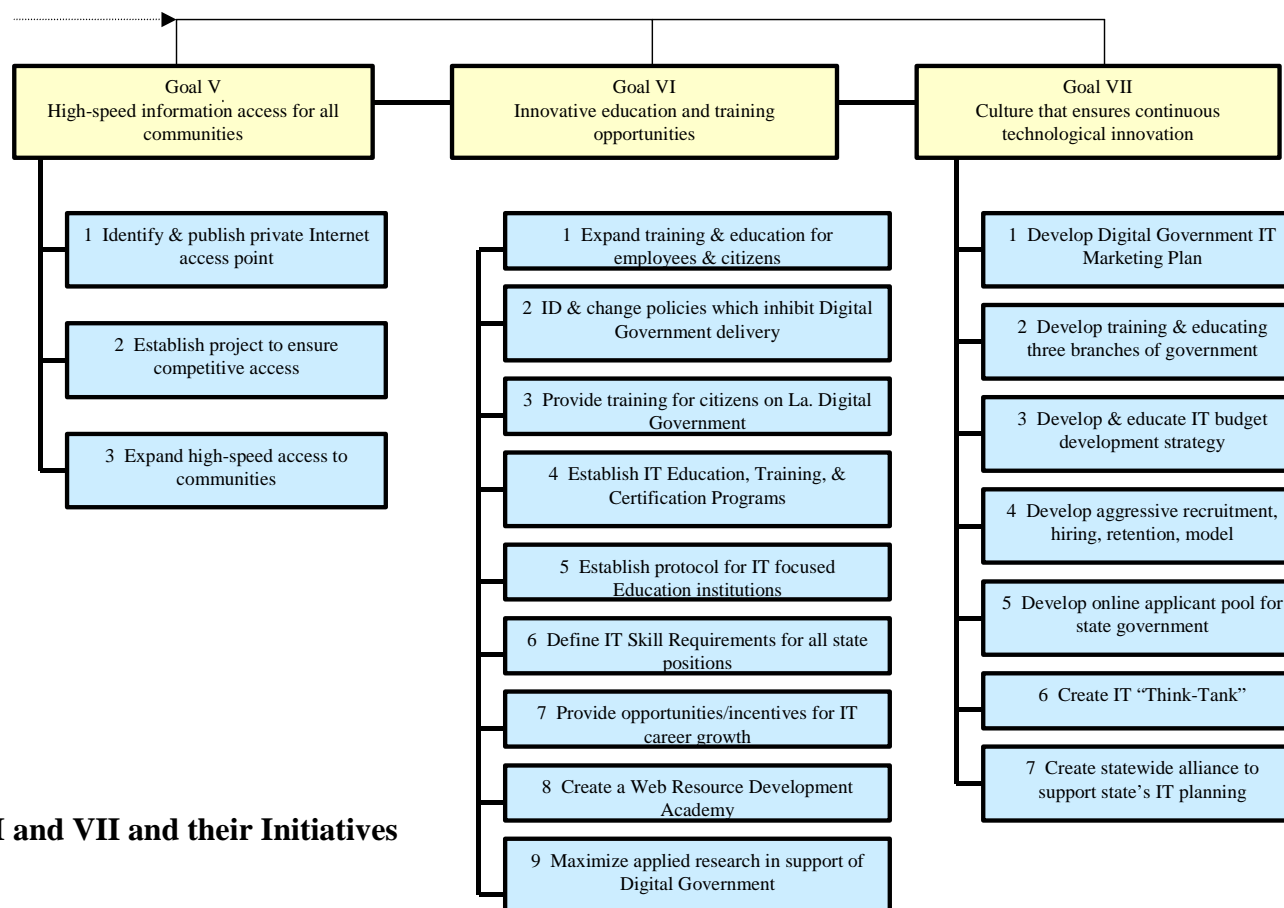 Goal V
High-speed information access for all
communities
Goal VI
Innovative education and training
opportunities
Goal VII
Culture that ensures continuous
technological innovation
1 Identify & publish private Internet
access point
2 Establish project to ensure
competitive access
3 Expand high-speed access to
communities
1 Expand training & education for
employees & citizens
2 ID & change policies which inhibit Digital
Government delivery
3 Provide training for citizens on La. Digital
Government
4 Establish IT Education, Training, &
Certification Programs
5 Establish protocol for IT focused
Education institutions
6 Define IT Skill Requirements for all state
positions
7 Provide opportunities/incentives for IT
career growth
8 Create a Web Resource Development
Academy
9 Maximize applied research in support of
Digital Government
1 Develop Digital Government IT
Marketing Plan
2 Develop training & educating
three branches of government
3 Develop & educate IT budget
development strategy
4 Develop aggressive recruitment,
hiring, retention, model
5 Develop online applicant pool for
state government
6 Create IT “Think-Tank”
7 Create statewide alliance to
support state’s IT planning
I and VII and their Initiatives